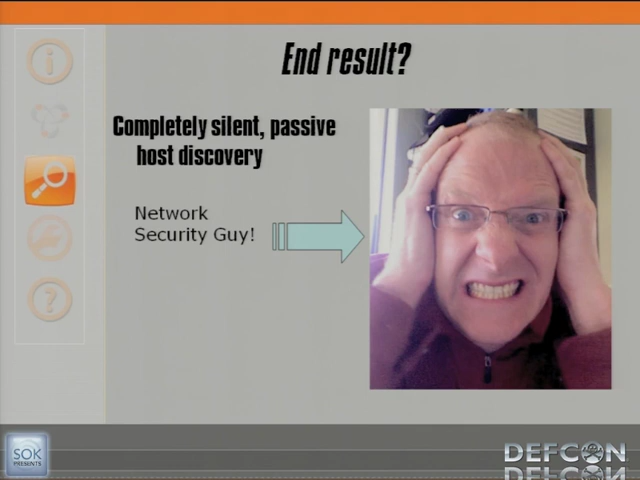 End result?
Completely silent, passive
host discovery
Network
Security Guy!
SOK
PRESENTS
DEFCON